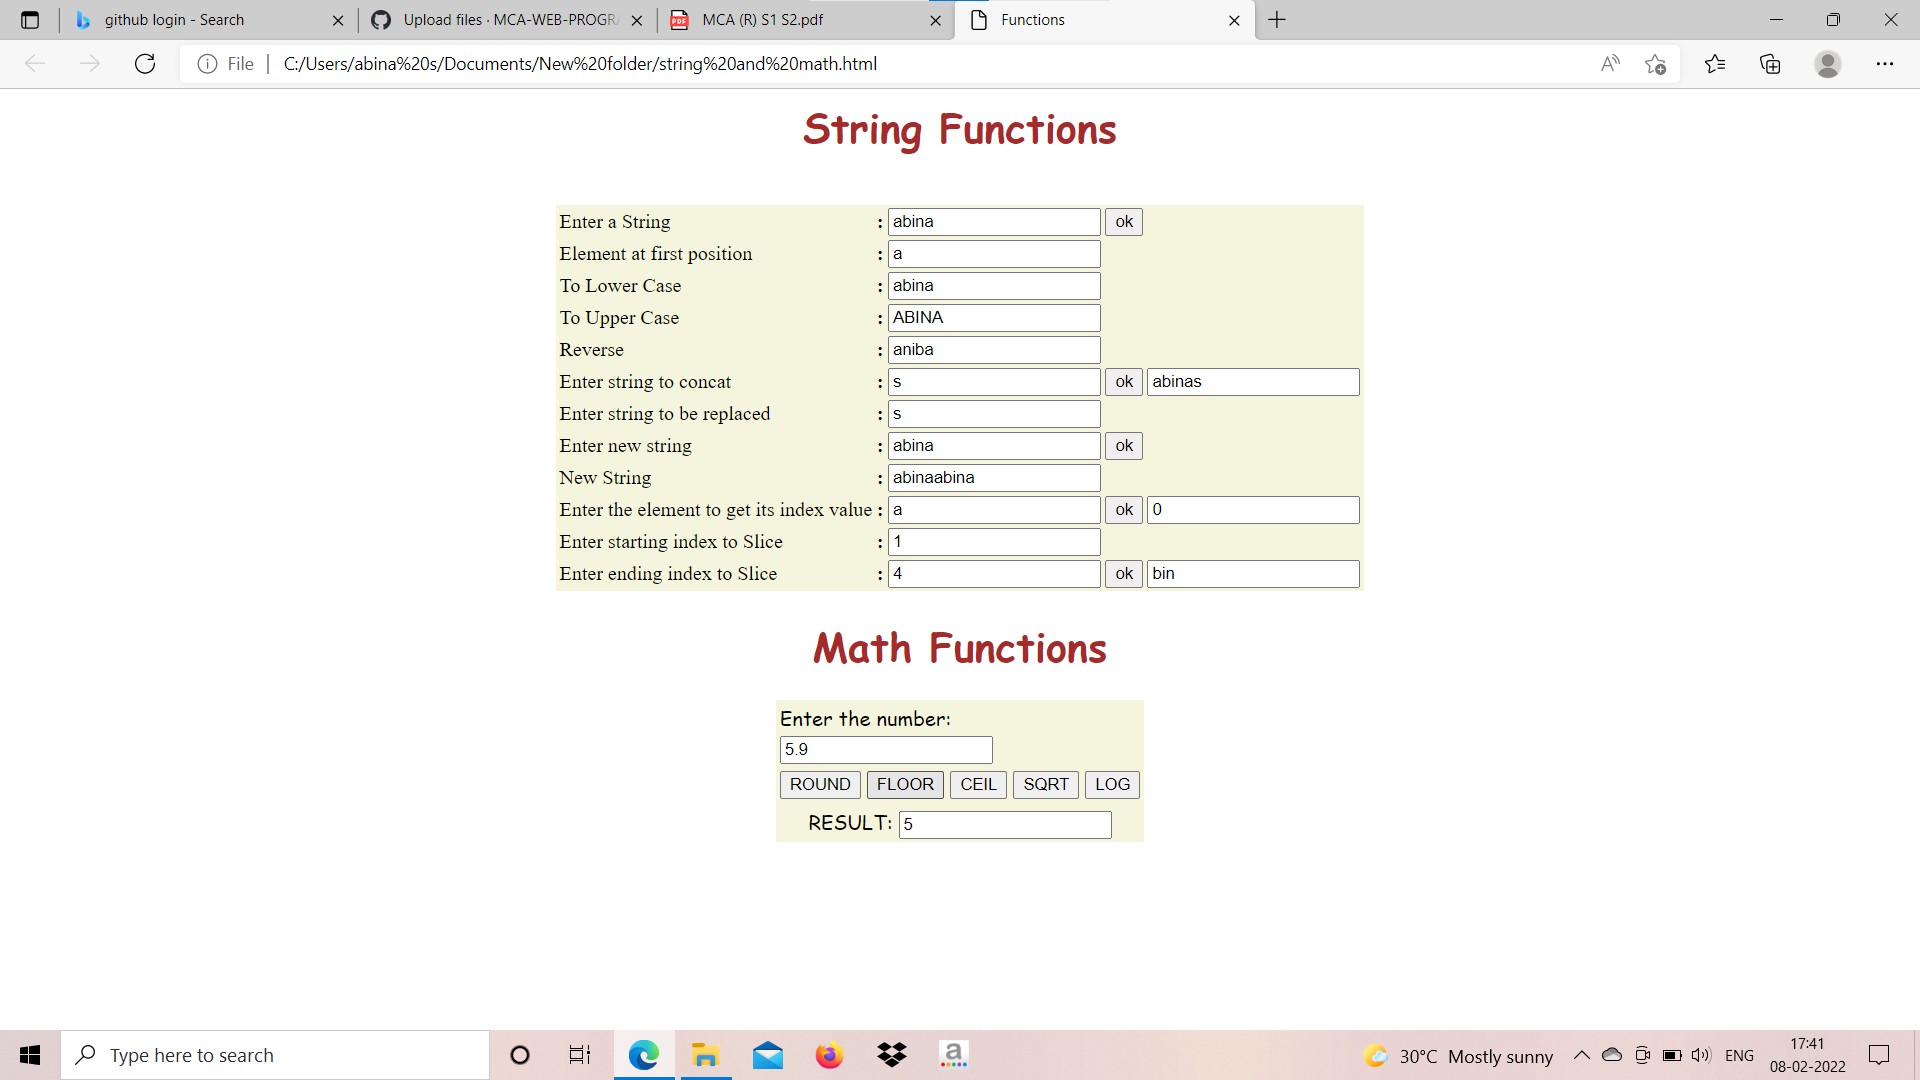 github login - Search
Upload files · MCA-WEB-PROGRA
MCA (R) S1 S2.pdf
Functions
File | C:/Users/abina%20s/Documents/New%20folder/string%20and%20math.html
String Functions
Enter a String : abina ok
Element at first position : a
To Lower Case : abina
To Upper Case : ABINA
Reverse : aniba
Enter string to concat : s ok abinas
Enter string to be replaced : s
Enter new string : abina ok
New String : abinaabina
Enter the element to get its index value : a ok 0
Enter starting index to Slice : 1
Enter ending index to Slice : 4 ok bin
Math Functions
Enter the number:
5.9
ROUND FLOOR CEIL SQRT LOG
RESULT: 5
Type here to search
30°C Mostly sunny
ENG
17:41
08-02-2022